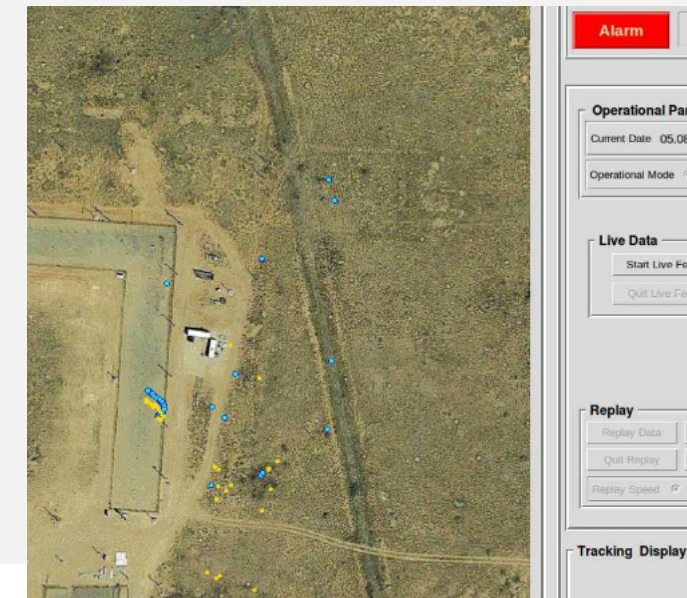 Alarm
Operational Par
Current Date 05.08
Operational Mode
Live Data
Start Live Fe
Quit Live Fe
Replay
Replay Data
Quit Replay
Replay Speed
Tracking Display